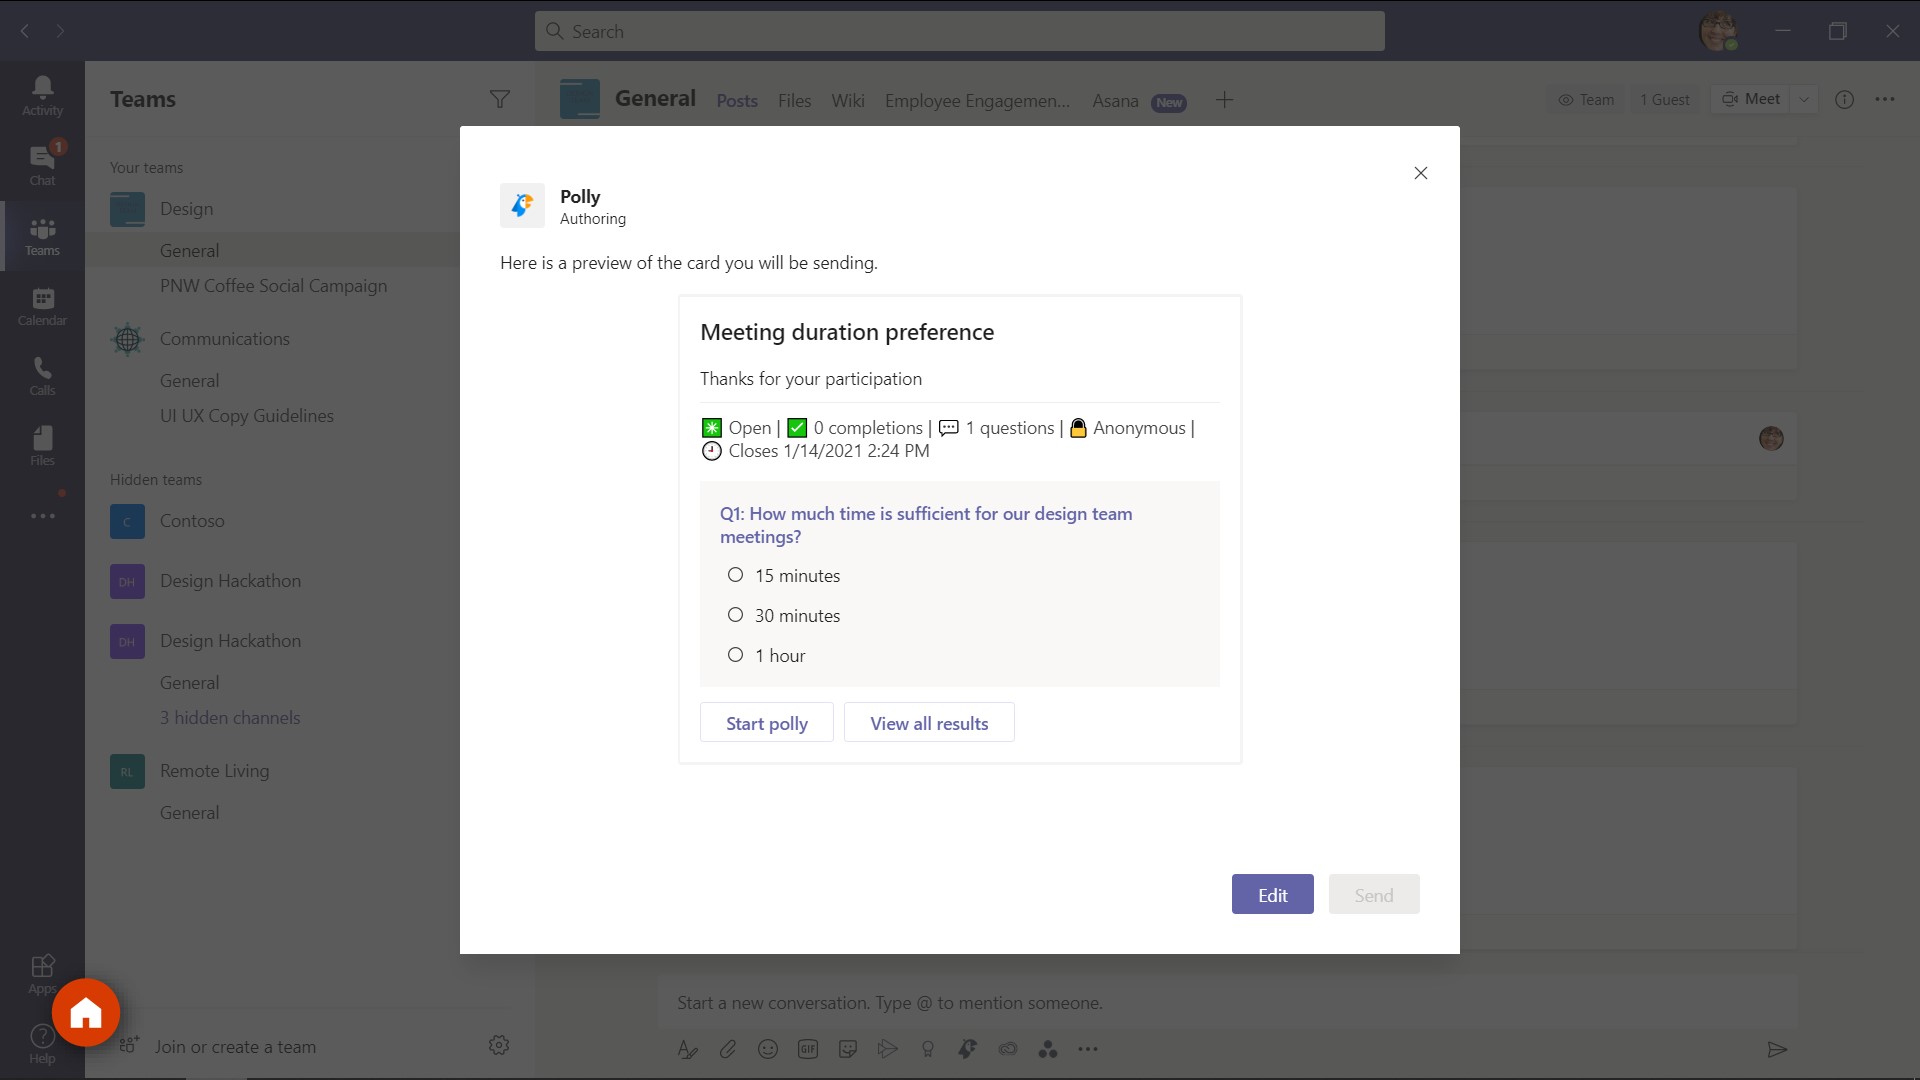 Search
Activity
Chat
1
Teams
Calendar
Calls
Files
Apps
Help
Teams
Your teams
Design
General
PNW Coffee Social Campaign
Communications
General
UI UX Copy Guidelines
Hidden teams
C
Contoso
DH
Design Hackathon
DH
Design Hackathon
General
3 hidden channels
RL
Remote Living
General
Join or create a team
General
Posts
Files
Wiki
Employee Engagemen...
Asana
New
Team
1 Guest
Meet
Polly
Authoring
Here is a preview of the card you will be sending.
Meeting duration preference
Thanks for your participation
Open | 0 completions | 1 questions | Anonymous |
Closes 1/14/2021 2:24 PM
Q1: How much time is sufficient for our design team
meetings?
15 minutes
30 minutes
1 hour
Start polly
View all results
Edit
Send
Start a new conversation. Type @ to mention someone.
GIF